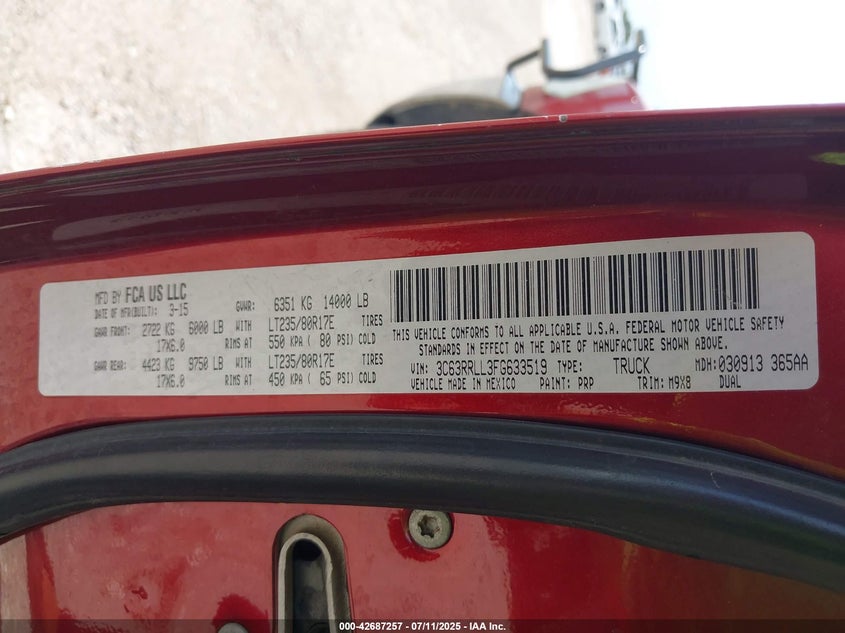 MFD BY FCA US LLC
DATE OF MFR(BUILT): 3-15 GVWR: 6351 KG 14000 LB
GAWR FRONT: 2722 KG 6000 LB WITH LT235/80R17E TIRES
17X6.0 RIMS AT 550 KPA ( 80 PSI) COLD
GAWR REAR: 4423 KG 9750 LB WITH LT235/80R17E TIRES
17X6.0 RIMS AT 450 KPA ( 65 PSI) COLD
THIS VEHICLE CONFORMS TO ALL APPLICABLE U.S.A. FEDERAL MOTOR VEHICLE SAFETY
STANDARDS IN EFFECT ON THE DATE OF MANUFACTURE SHOWN ABOVE.
VIN: 3C63RRLL3FG633519 TYPE: TRUCK MDH: 030913 365AA
VEHICLE MADE IN MEXICO PAINT: PRP TRIM: M9X8 DUAL
000-42687257 - 07/11/2025 - IAA Inc.